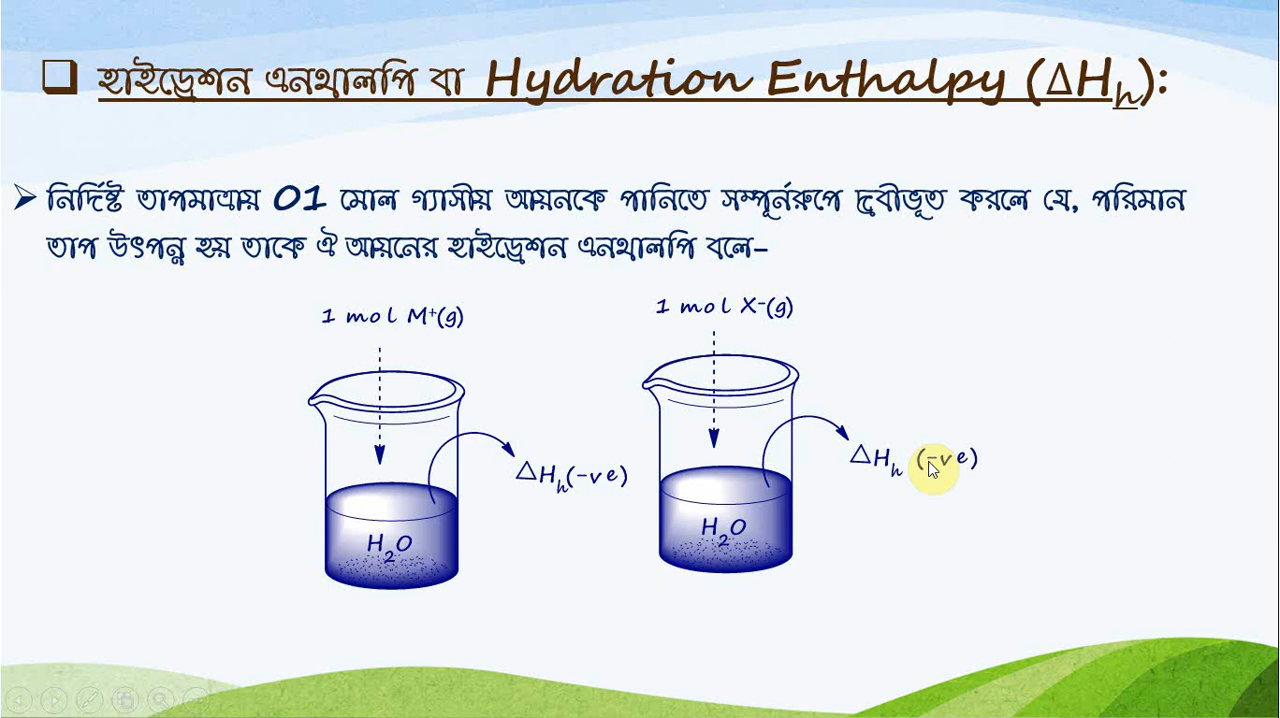 হাইড্রেশন এনথালপি বা Hydration Enthalpy (ΔHₕ):
নির্দিষ্ট তাপমাত্রায় 01 মোল গ্যাসীয় আয়নকে পানিতে সম্পূর্নরুপে দ্রবীভূত করলে যে, পরিমান
তাপ উৎপন্ন হয় তাকে ঐ আয়নের হাইড্রেশন এনথালপি বলে–
1 mol M⁺(g)
1 mol X⁻(g)
ΔHₕ(-ve)
ΔHₕ (-ve)
H₂O
H₂O